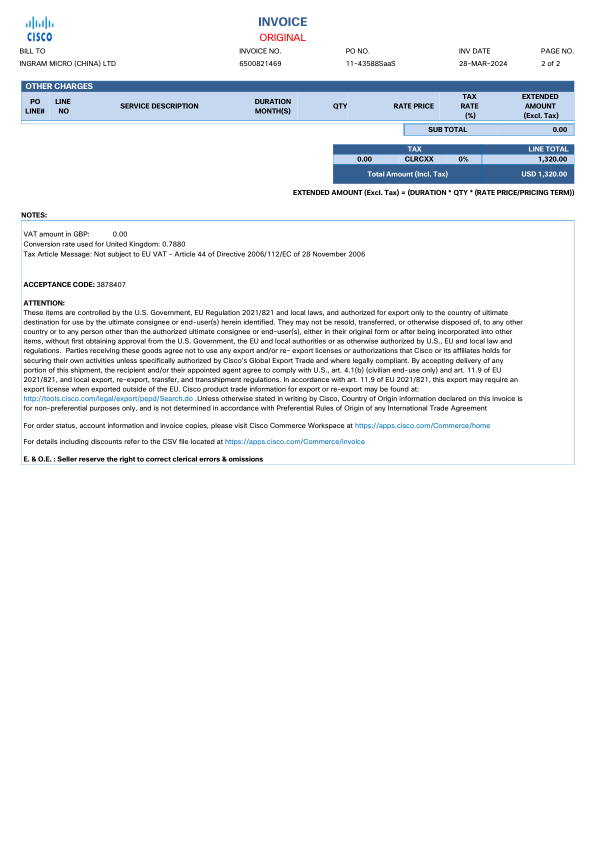 INVOICE
CISCO
ORIGINAL
BILL TO INVOICE NO. PO NO. INV DATE PAGE NO.
INGRAM MICRO (CHINA) LTD 6500821469 11-43588SaaS 28-MAR-2024 2 of 2
OTHER CHARGES
PO LINE# LINE NO SERVICE DESCRIPTION DURATION MONTH(S) QTY RATE PRICE TAX RATE (%) EXTENDED AMOUNT (Excl. Tax)
SUB TOTAL 0.00
TAX LINE TOTAL
0.00 CLRCXX 0% 1,320.00
Total Amount (Incl. Tax) USD 1,320.00
EXTENDED AMOUNT (Excl. Tax) = (DURATION * QTY * (RATE PRICE/PRICING TERM))
NOTES:
VAT amount in GBP: 0.00
Conversion rate used for United Kingdom: 0.7880
Tax Article Message: Not subject to EU VAT - Article 44 of Directive 2006/112/EC of 28 November 2006
ACCEPTANCE CODE: 3878407
ATTENTION:
These items are controlled by the U.S. Government, EU Regulation 2021/821 and local laws, and authorized for export only to the country of ultimate
destination for use by the ultimate consignee or end-user(s) herein identified. They may not be resold, transferred, or otherwise disposed of, to any other
country or to any person other than the authorized ultimate consignee or end-user(s), either in their original form or after being incorporated into other
items, without first obtaining approval from the U.S. Government, the EU and local authorities or as otherwise authorized by U.S., EU and local law and
regulations. Parties receiving these goods agree not to use any export and/or re- export licenses or authorizations that Cisco or its affiliates holds for
securing their own activities unless specifically authorized by Cisco's Global Export Trade and where legally compliant. By accepting delivery of any
portion of this shipment, the recipient and/or their appointed agent agree to comply with U.S., art. 4.1(b) (civilian end-use only) and art. 11.9 of EU
2021/821, and local export, re-export, transfer, and transshipment regulations. In accordance with art. 11.9 of EU 2021/821, this export may require an
export license when exported outside of the EU. Cisco product trade information for export or re-export may be found at:
http://tools.cisco.com/legal/export/pepd/Search.do .Unless otherwise stated in writing by Cisco, Country of Origin information declared on this invoice is
for non-preferential purposes only, and is not determined in accordance with Preferential Rules of Origin of any International Trade Agreement
For order status, account information and invoice copies, please visit Cisco Commerce Workspace at https://apps.cisco.com/Commerce/home
For details including discounts refer to the CSV file located at https://apps.cisco.com/Commerce/invoice
E. & O.E. : Seller reserve the right to correct clerical errors & omissions